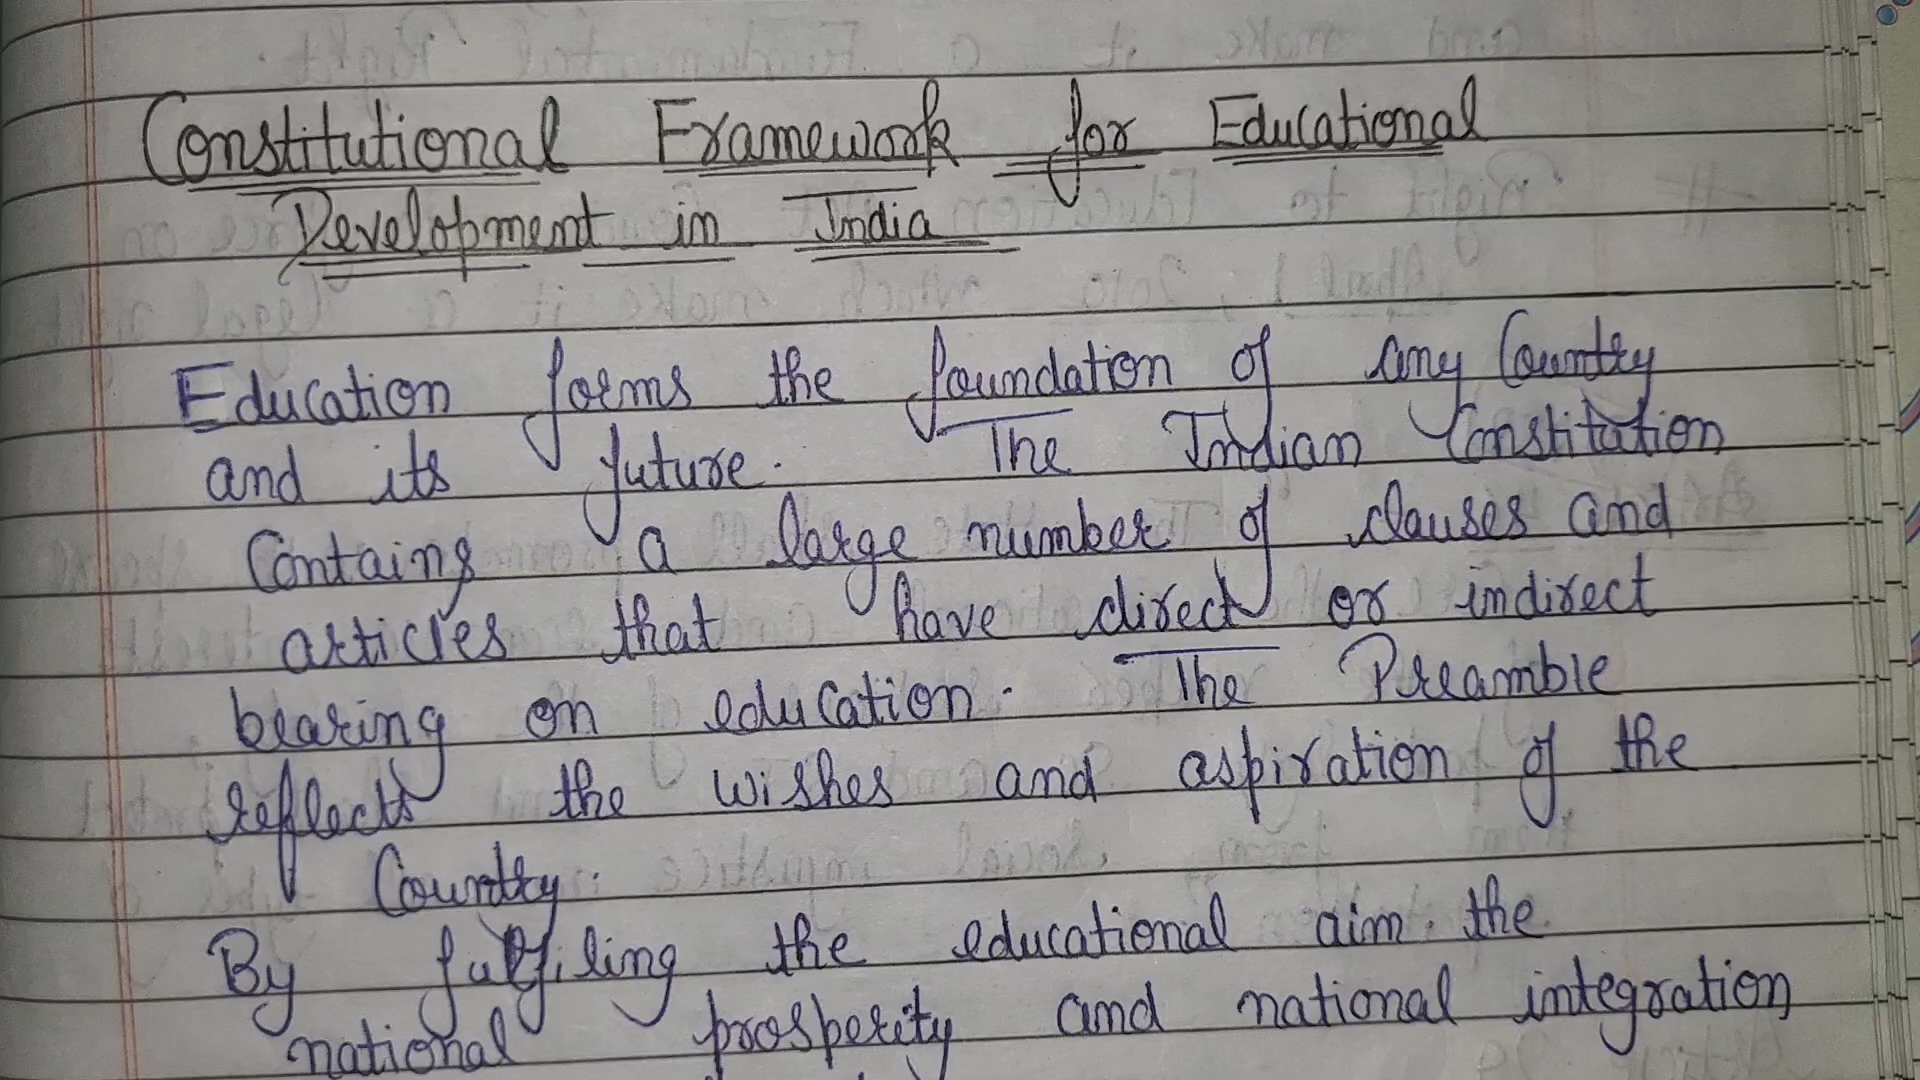 Constitutional Framework for Educational
Development in India
Education forms the foundation of any Country
and its future. The Indian Constitution
Contains a large number of clauses and
articles that have direct or indirect
bearing on education. The Preamble
reflects the wishes and aspiration of the
Country.
By fulfiling the educational aim. the
national prosperity and national integration